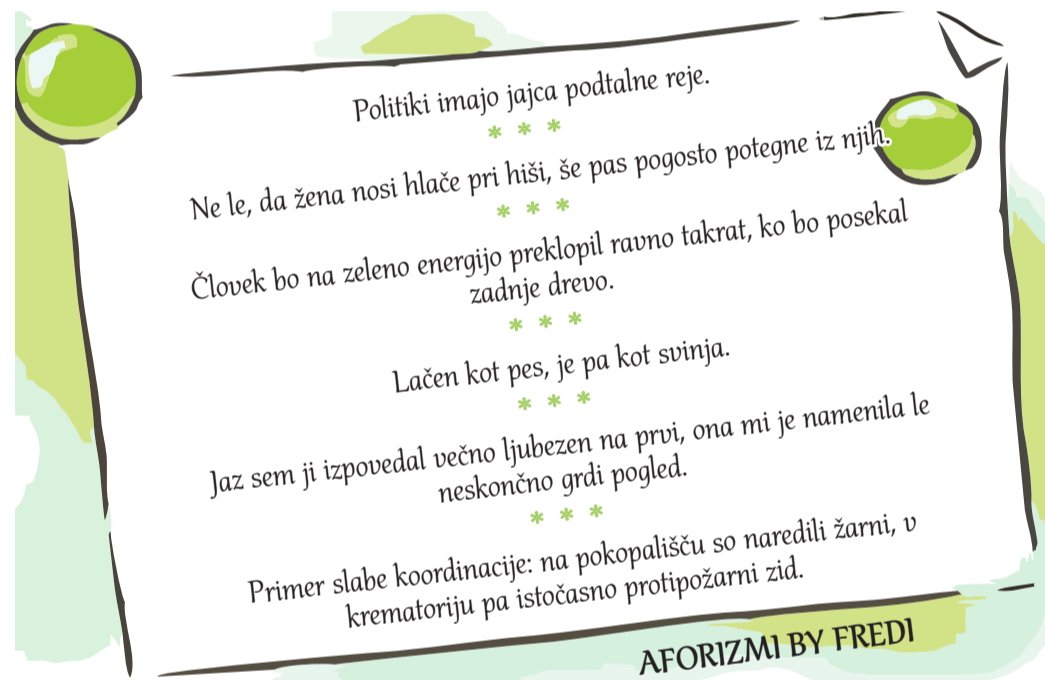 Politiki imajo jajca podtalne reje.
* * *
Ne le, da žena nosi hlače pri hiši, še pas pogosto potegne iz njih.
* * *
Človek bo na zeleno energijo preklopil ravno takrat, ko bo posekal
zadnje drevo.
* * *
Lačen kot pes, je pa kot svinja.
* * *
Jaz sem ji izpovedal večno ljubezen na prvi, ona mi je namenila le
neskončno grdi pogled.
* * *
Primer slabe koordinacije: na pokopališču so naredili žarni, v
krematoriju pa istočasno protipožarni zid.
AFORIZMI BY FREDI